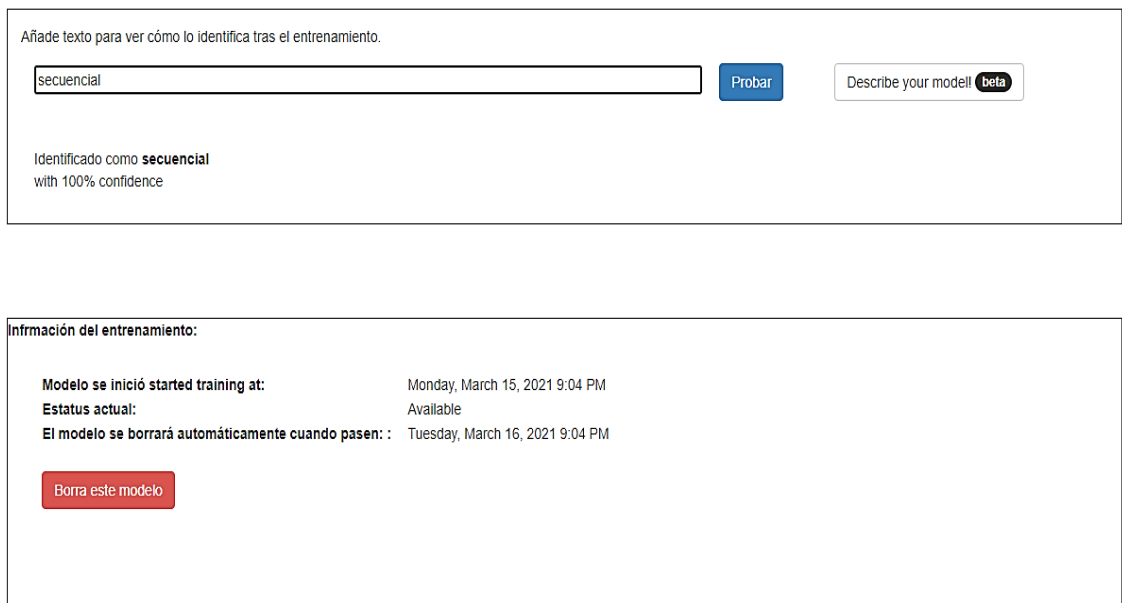 Añade texto para ver cómo lo identifica tras el entrenamiento.
secuencial
Probar
Describe your model! beta
Identificado como secuencial
with 100% confidence
Infrmación del entrenamiento:
Modelo se inició started training at: Monday, March 15, 2021 9:04 PM
Estatus actual: Available
El modelo se borrará automáticamente cuando pasen: : Tuesday, March 16, 2021 9:04 PM
Borra este modelo